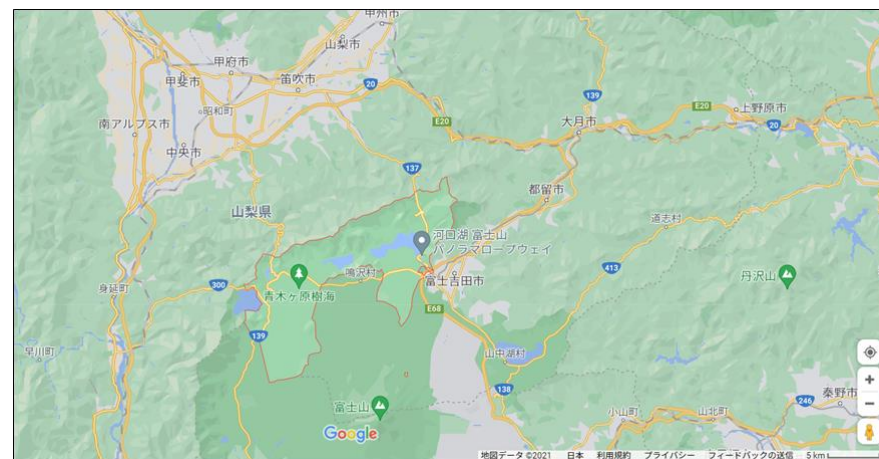 甲州市
山梨市
甲府市
甲斐市
笛吹市
20
昭和町
139
E20
上野原市
南アルプス市
E20
大月市
20
中央市
137
都留市
山梨県
道志村
河口湖 富士山
パノラマロープウェイ
413
丹沢山
鳴沢村
富士吉田市
300
青木ヶ原樹海
身延町
E68
139
早川町
山中湖村
138
秦野市
富士山
246
小山町
山北町
Google
地図データ ©2021 日本 利用規約 プライバシー フィードバックの送信 5 km